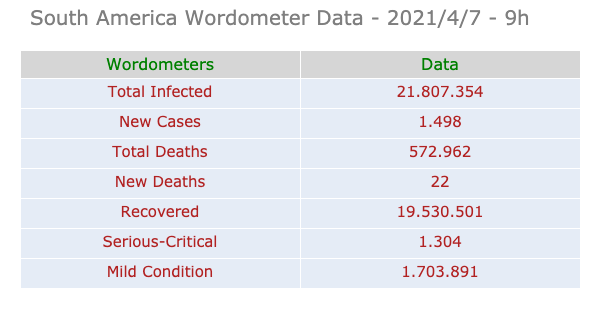 South America Wordometer Data - 2021/4/7 - 9h
Wordometers Data
Total Infected 21.807.354
New Cases 1.498
Total Deaths 572.962
New Deaths 22
Recovered 19.530.501
Serious-Critical 1.304
Mild Condition 1.703.891